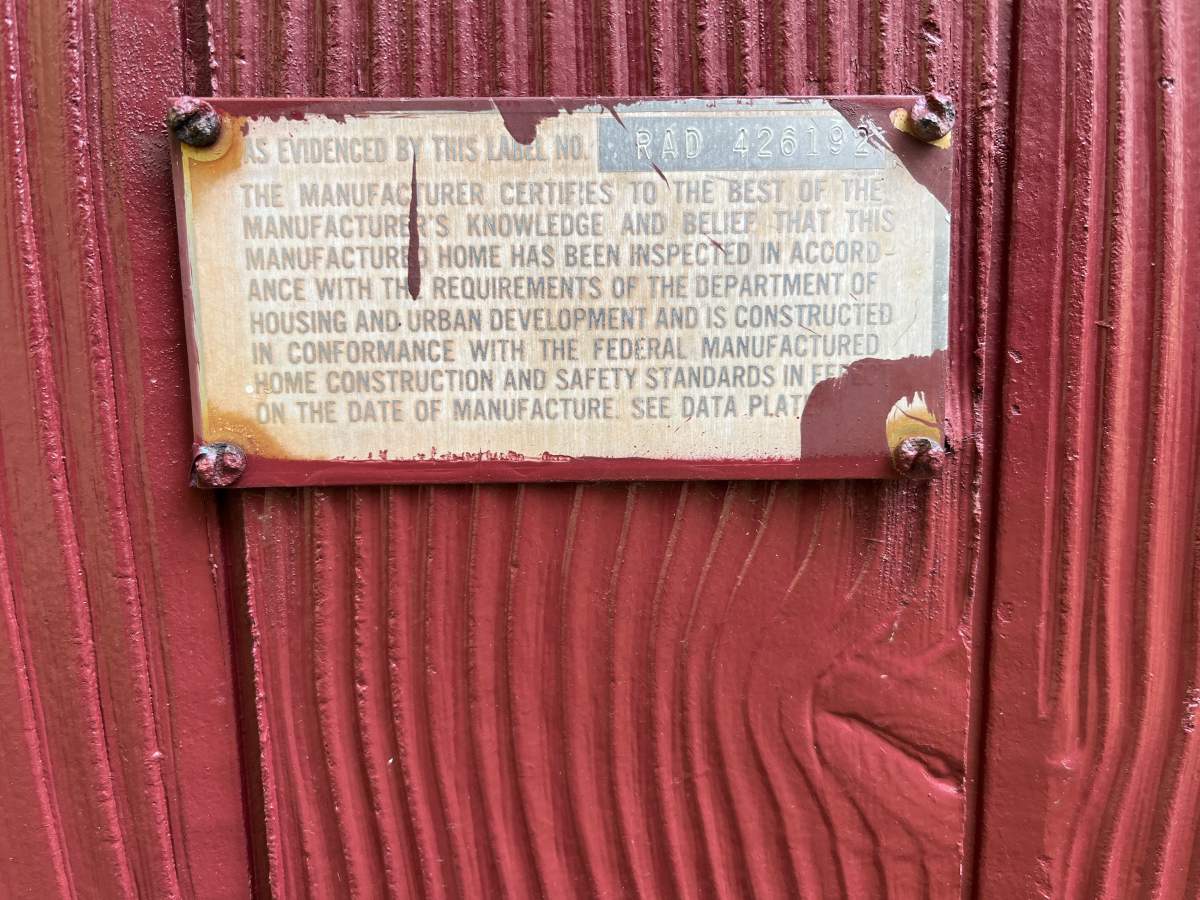 AS EVIDENCED BY THIS LABEL NO. RAD 426192
THE MANUFACTURER CERTIFIES TO THE BEST OF THE
MANUFACTURER'S KNOWLEDGE AND BELIEF THAT THIS
MANUFACTURED HOME HAS BEEN INSPECTED IN ACCORD-
ANCE WITH THE REQUIREMENTS OF THE DEPARTMENT OF
HOUSING AND URBAN DEVELOPMENT AND IS CONSTRUCTED
IN CONFORMANCE WITH THE FEDERAL MANUFACTURED
HOME CONSTRUCTION AND SAFETY STANDARDS IN
ON THE DATE OF MANUFACTURE. SEE DATA PLATE